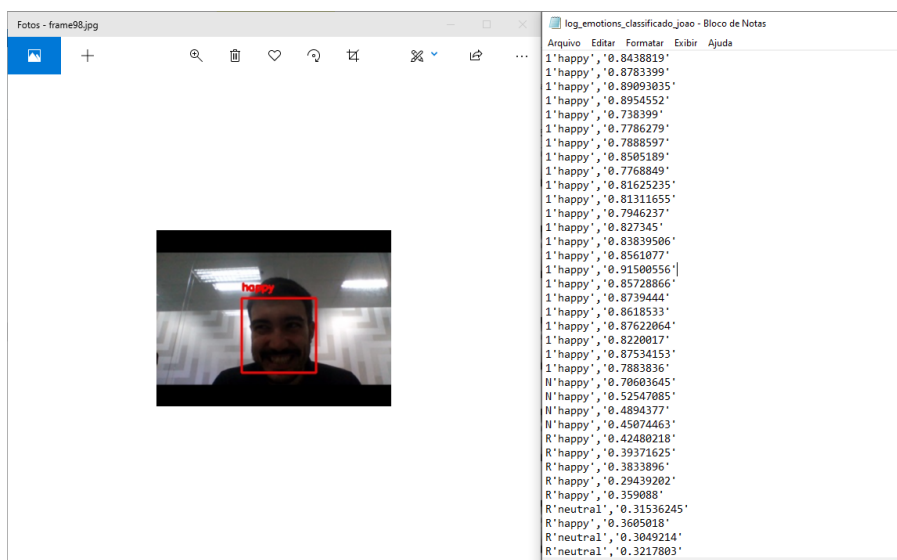 Fotos - frame98.jpg
happy
log_emotions_classificado_joao - Bloco de Notas
Arquivo Editar Formatar Exibir Ajuda
1'happy','0.8438819'
1'happy','0.8783399'
1'happy','0.89093035'
1'happy','0.8954552'
1'happy','0.738399'
1'happy','0.7786279'
1'happy','0.7888597'
1'happy','0.8505189'
1'happy','0.7768849'
1'happy','0.81625235'
1'happy','0.81311655'
1'happy','0.7946237'
1'happy','0.827345'
1'happy','0.83839506'
1'happy','0.8561077'
1'happy','0.91500556'
1'happy','0.85728866'
1'happy','0.8739444'
1'happy','0.8618533'
1'happy','0.87622064'
1'happy','0.8220017'
1'happy','0.87534153'
1'happy','0.7883836'
N'happy','0.70603645'
N'happy','0.52547085'
N'happy','0.4894377'
N'happy','0.45074463'
R'happy','0.42480218'
R'happy','0.39371625'
R'happy','0.3833896'
R'happy','0.29439202'
R'happy','0.359088'
R'neutral','0.31536245'
R'happy','0.3605018'
R'neutral','0.3049214'
R'neutral','0.3217803'